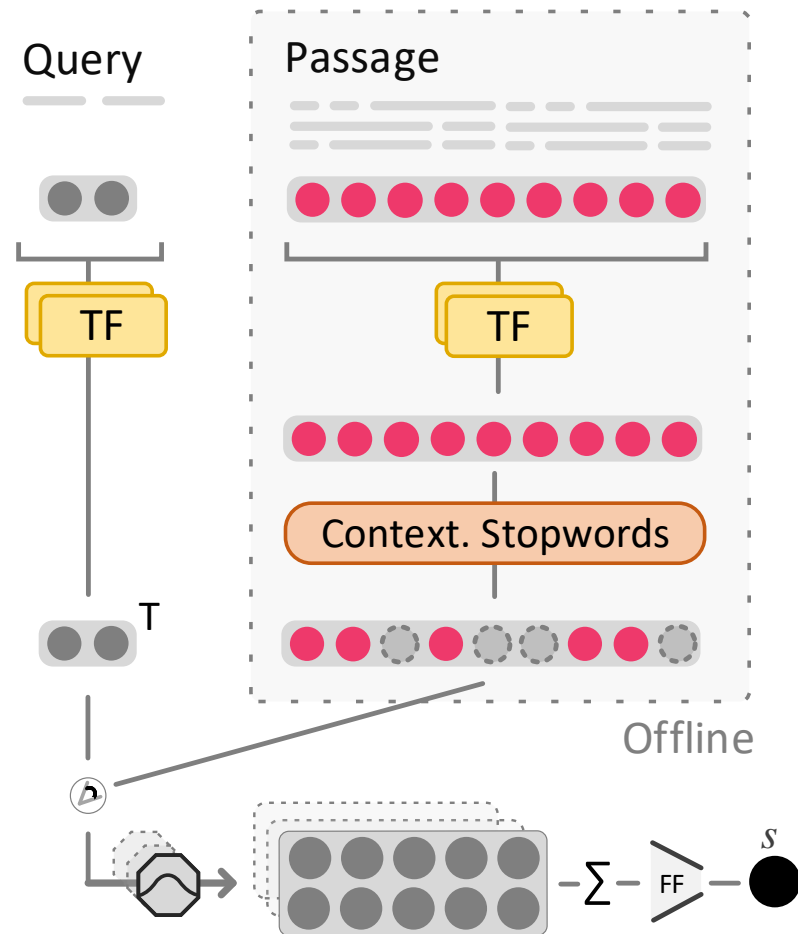 Query
Passage
TF
TF
Context. Stopwords
T
Offline
Σ
FF
s